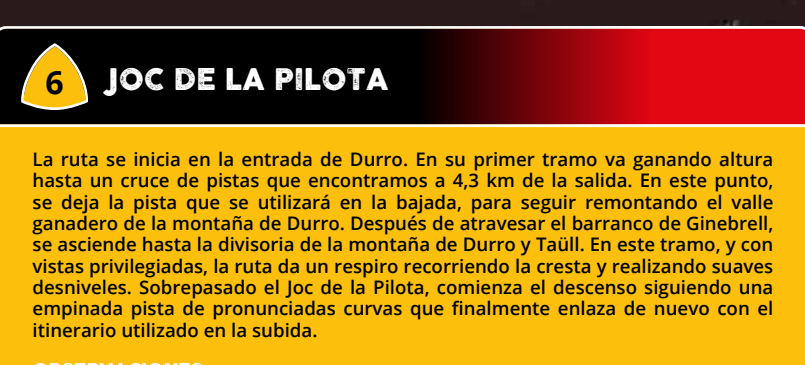 6 JOC DE LA PILOTA
La ruta se inicia en la entrada de Durro. En su primer tramo va ganando altura
hasta un cruce de pistas que encontramos a 4,3 km de la salida. En este punto,
se deja la pista que se utilizará en la bajada, para seguir remontando el valle
ganadero de la montaña de Durro. Después de atravesar el barranco de Ginebrell,
se asciende hasta la divisoria de la montaña de Durro y Taüll. En este tramo, y con
vistas privilegiadas, la ruta da un respiro recorriendo la cresta y realizando suaves
desniveles. Sobrepasado el Joc de la Pilota, comienza el descenso siguiendo una
empinada pista de pronunciadas curvas que finalmente enlaza de nuevo con el
itinerario utilizado en la subida.